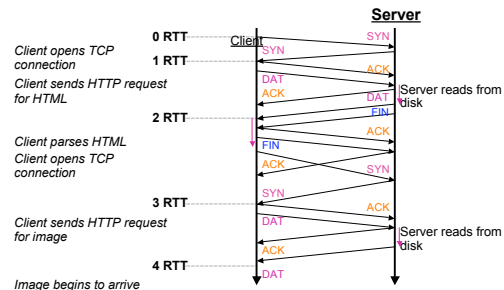 Server
0 RTT
Client
SYN
SYN
Client opens TCP
connection
1 RTT
ACK
DAT
Client sends HTTP request
for HTML
ACK
DAT
Server reads from
disk
FIN
2 RTT
ACK
Client parses HTML
FIN
Client opens TCP
connection
ACK
SYN
SYN
3 RTT
ACK
DAT
Client sends HTTP request
for image
ACK
Server reads from
disk
4 RTT
DAT
Image begins to arrive